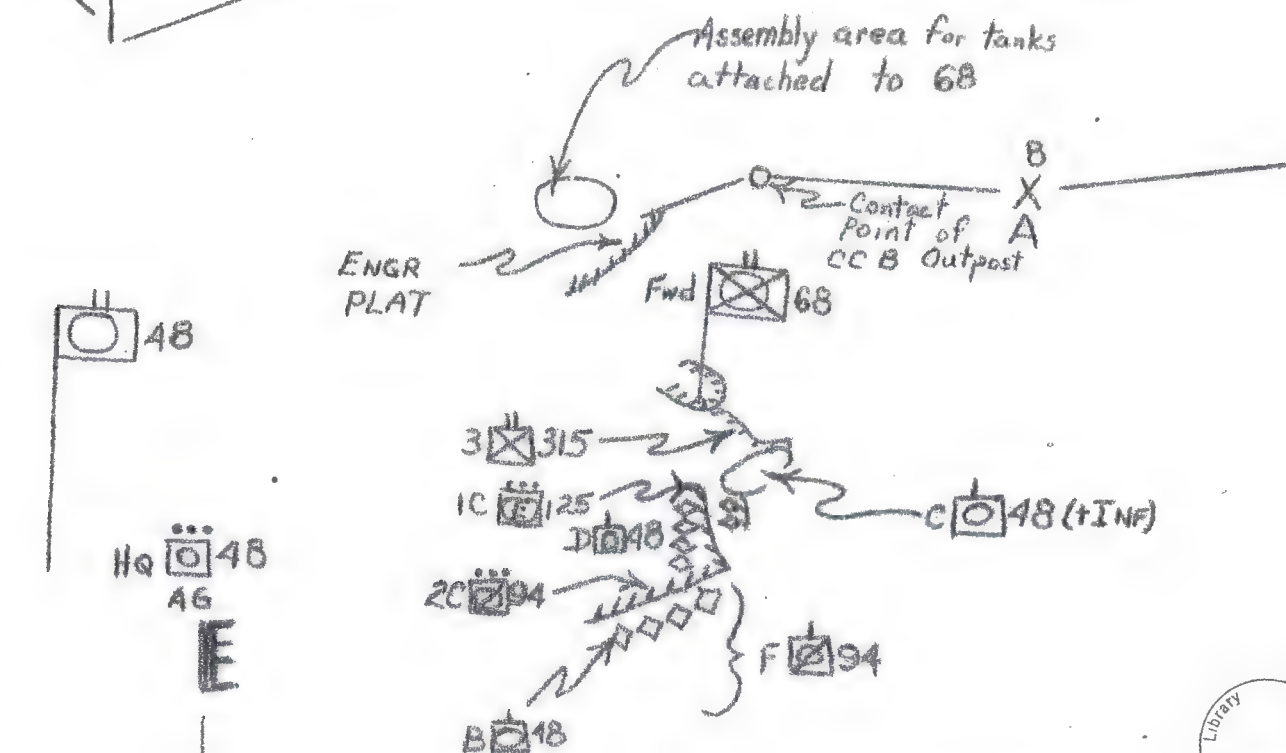 Assembly area for tanks
attached to 68
B
X
A
Contact
Point of
CC B Outpost
ENGR
PLAT
Fwd 68
48
3 315
1C E 125
C 48 (+INF)
D 48
HQ 48
AG
2C 94
F 94
B 48
Library